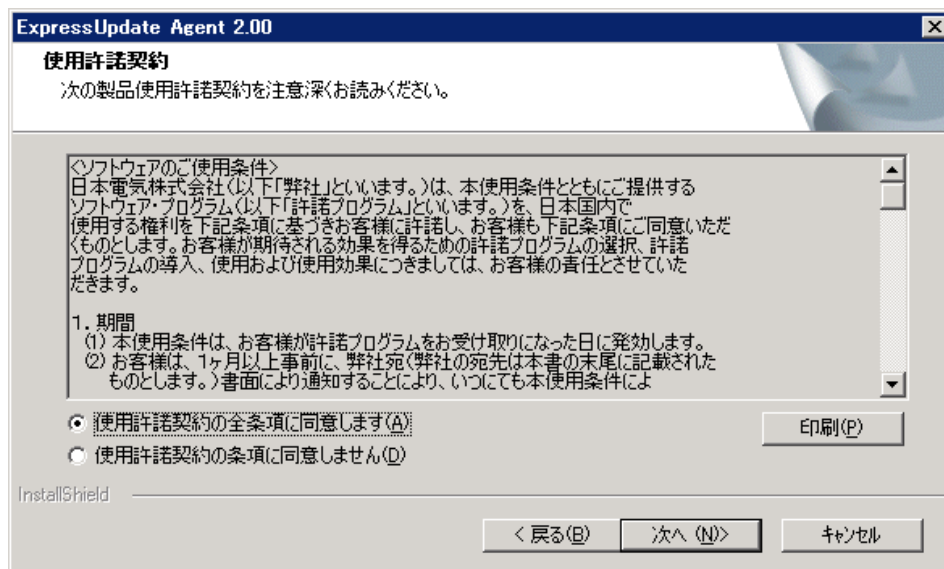 ExpressUpdate Agent 2.00
使用許諾契約
次の製品使用許諾契約を注意深くお読みください。
<ソフトウェアのご使用条件>
日本電気株式会社(以下「弊社」といいます。)は、本使用条件とともにご提供する
ソフトウェア・プログラム(以下「許諾プログラム」といいます。)を、日本国内で
使用する権利を下記条項に基づきお客様に許諾し、お客様も下記条項にご同意いただ
くものとします。お客様が期待される効果を得るための許諾プログラムの選択、許諾
プログラムの導入、使用および使用効果につきましては、お客様の責任とさせていた
だきます。
1. 期間
(1) 本使用条件は、お客様が許諾プログラムをお受け取りになった日に発効します。
(2) お客様は、1ヶ月以上事前に、弊社宛(弊社の宛先は本書の末尾に記載された
ものとします。)書面により通知することにより、いつにても本使用条件によ
使用許諾契約の全条項に同意します(A)
印刷(P)
使用許諾契約の条項に同意しません(D)
InstallShield
< 戻る(B)
次へ (N)>
キャンセル